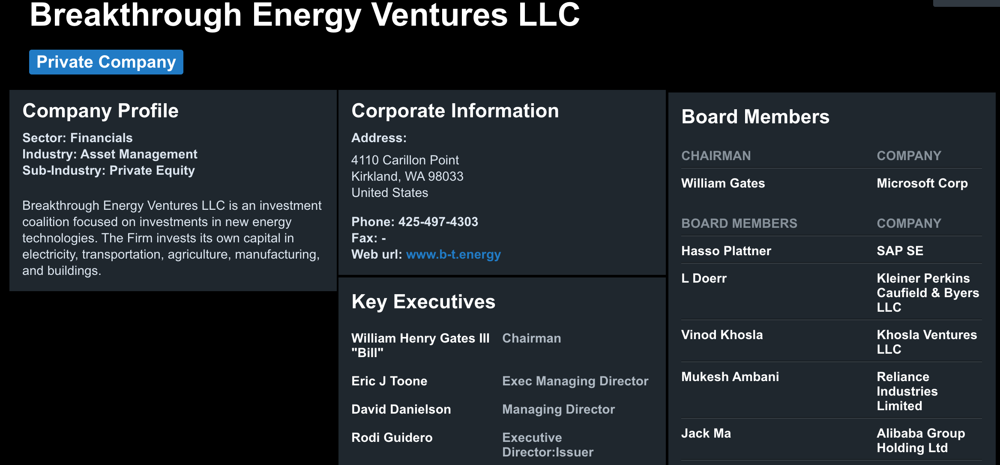 Breakthrough Energy Ventures LLC
Private Company
Company Profile
Sector: Financials
Industry: Asset Management
Sub-Industry: Private Equity
Breakthrough Energy Ventures LLC is an investment
coalition focused on investments in new energy
technologies. The Firm invests its own capital in
electricity, transportation, agriculture, manufacturing,
and buildings.
Corporate Information
Address:
4110 Carillon Point
Kirkland, WA 98033
United States
Phone: 425-497-4303
Fax: -
Web url: www.b-t.energy
Key Executives
William Henry Gates III Chairman
"Bill"
Eric J Toone Exec Managing Director
David Danielson Managing Director
Rodi Guidero Executive
Director:Issuer
Board Members
CHAIRMAN COMPANY
William Gates Microsoft Corp
BOARD MEMBERS COMPANY
Hasso Plattner SAP SE
L Doerr Kleiner Perkins
Caufield & Byers
LLC
Vinod Khosla Khosla Ventures
LLC
Mukesh Ambani Reliance
Industries
Limited
Jack Ma Alibaba Group
Holding Ltd